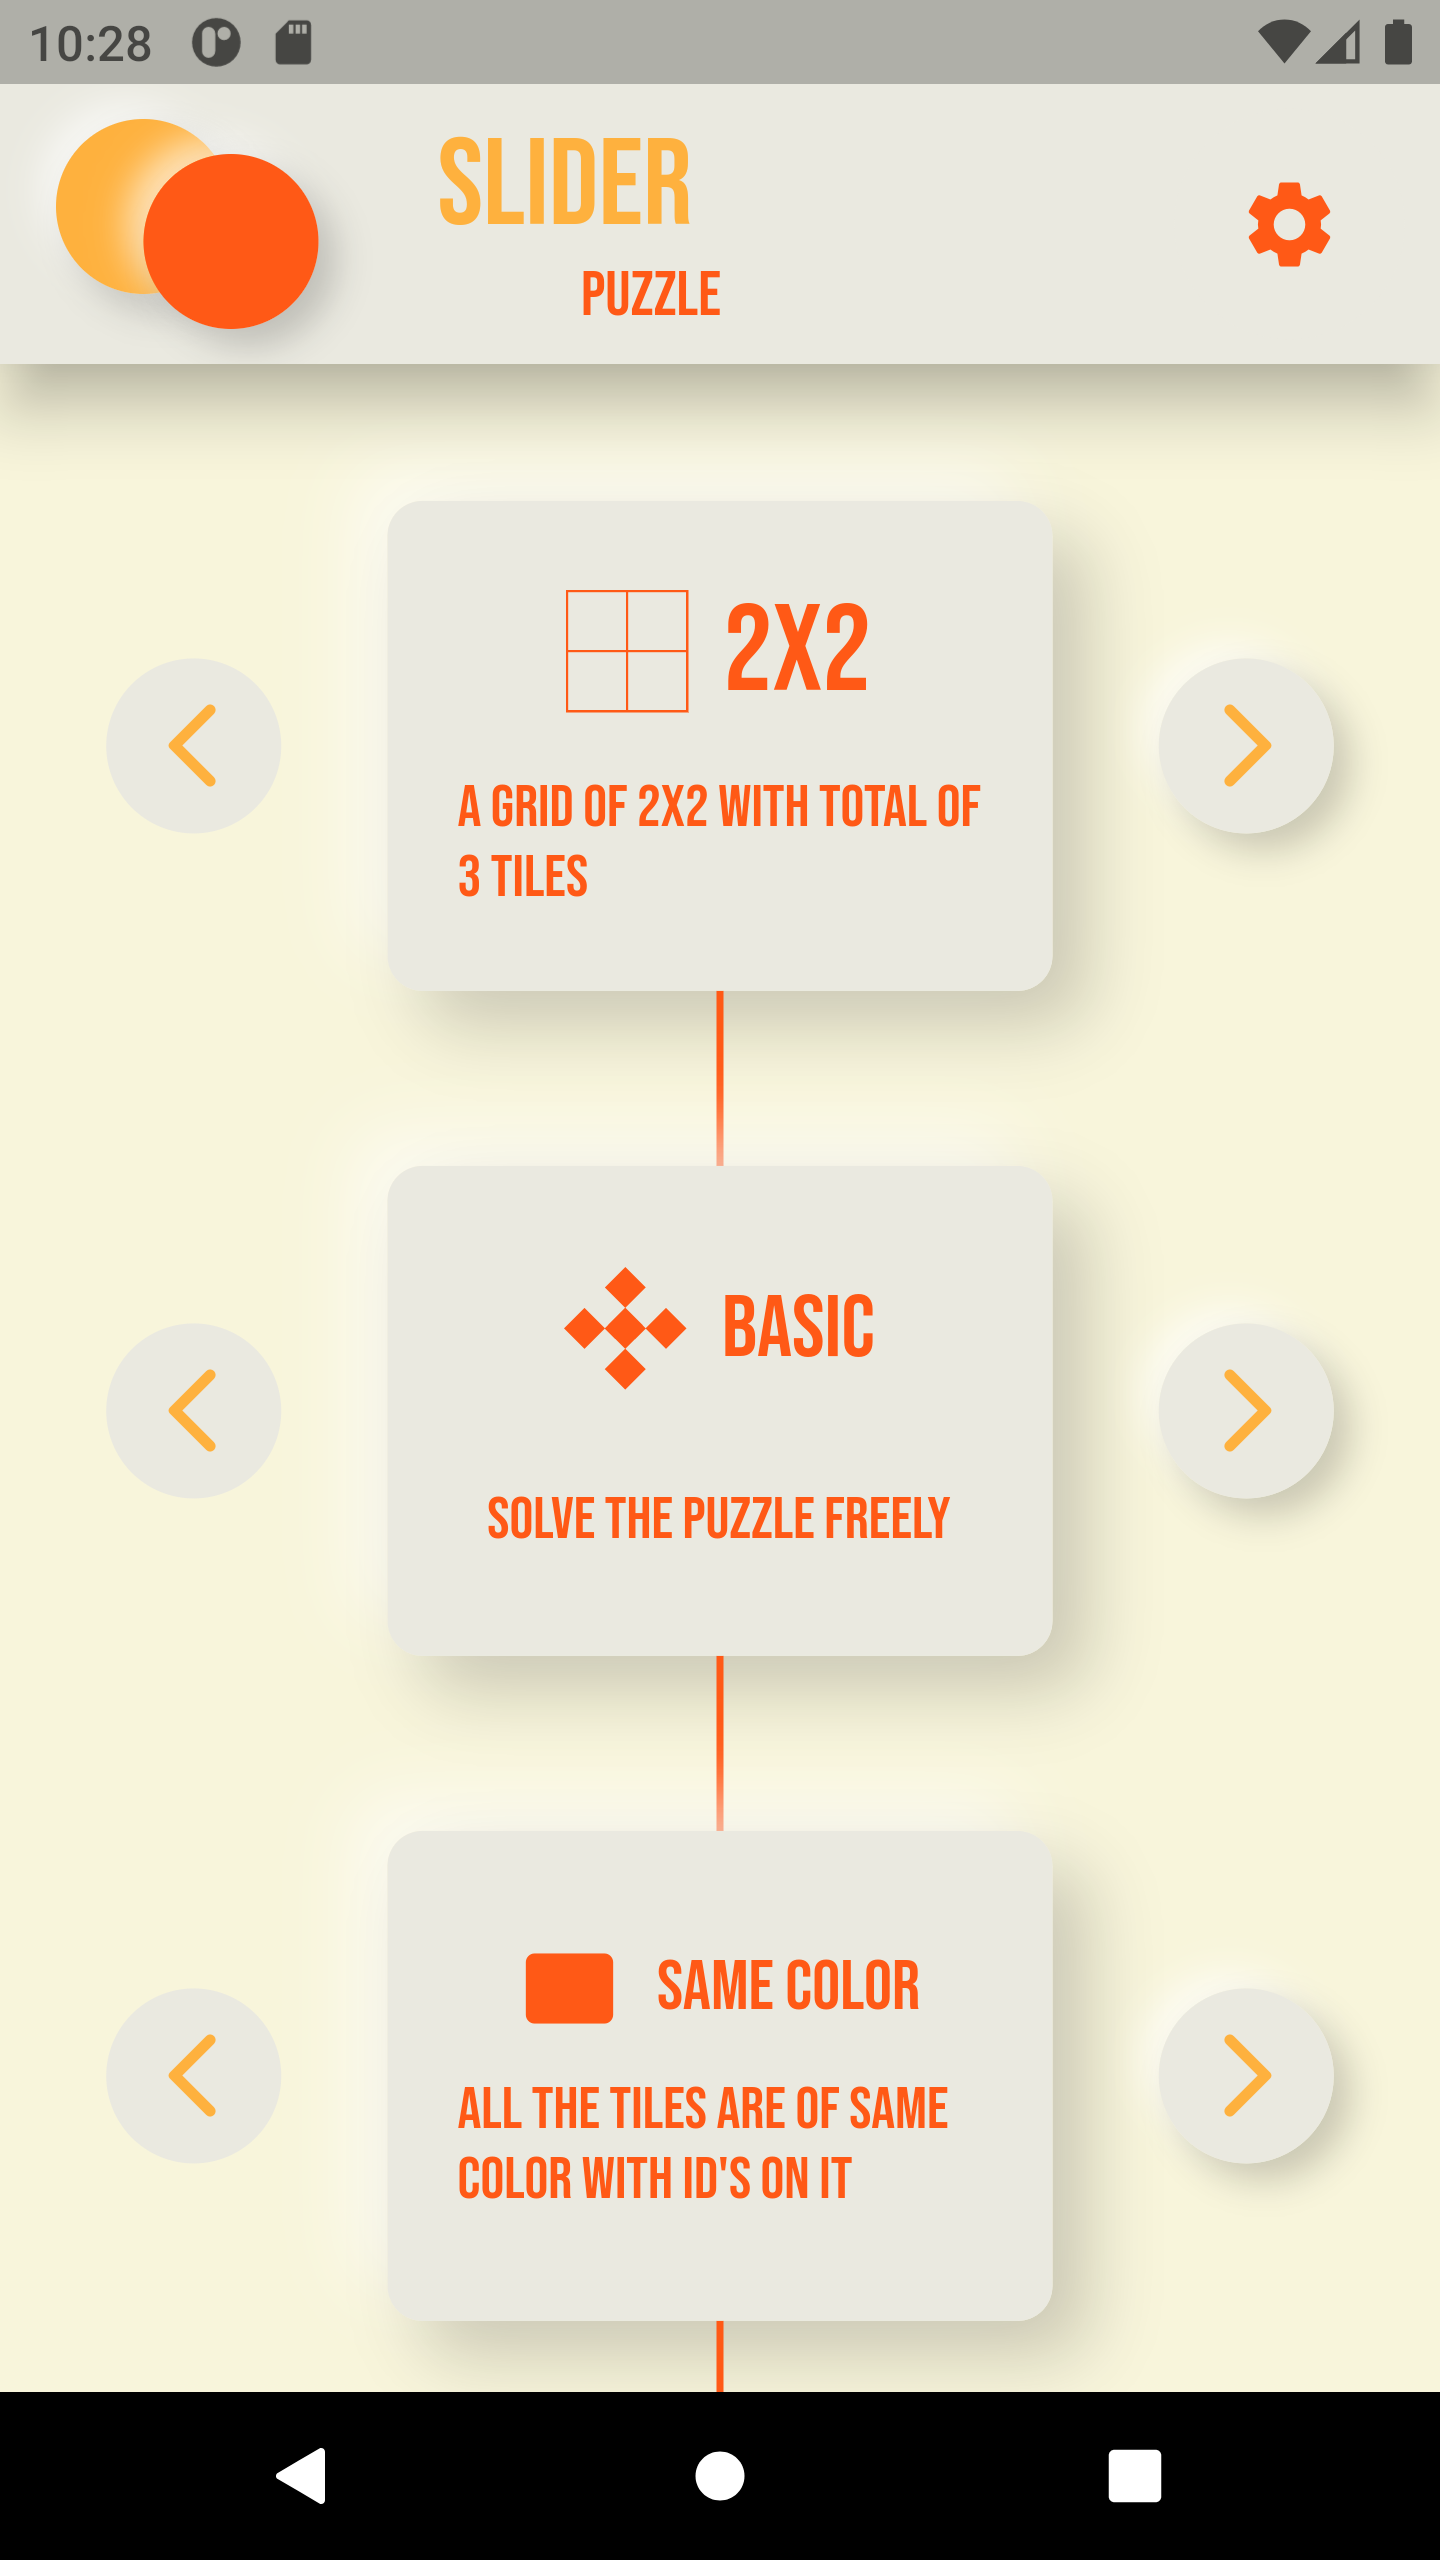 10:28
SLIDER
PUZZLE
2X2
A GRID OF 2X2 WITH TOTAL OF
3 TILES
BASIC
SOLVE THE PUZZLE FREELY
SAME COLOR
ALL THE TILES ARE OF SAME
COLOR WITH ID'S ON IT